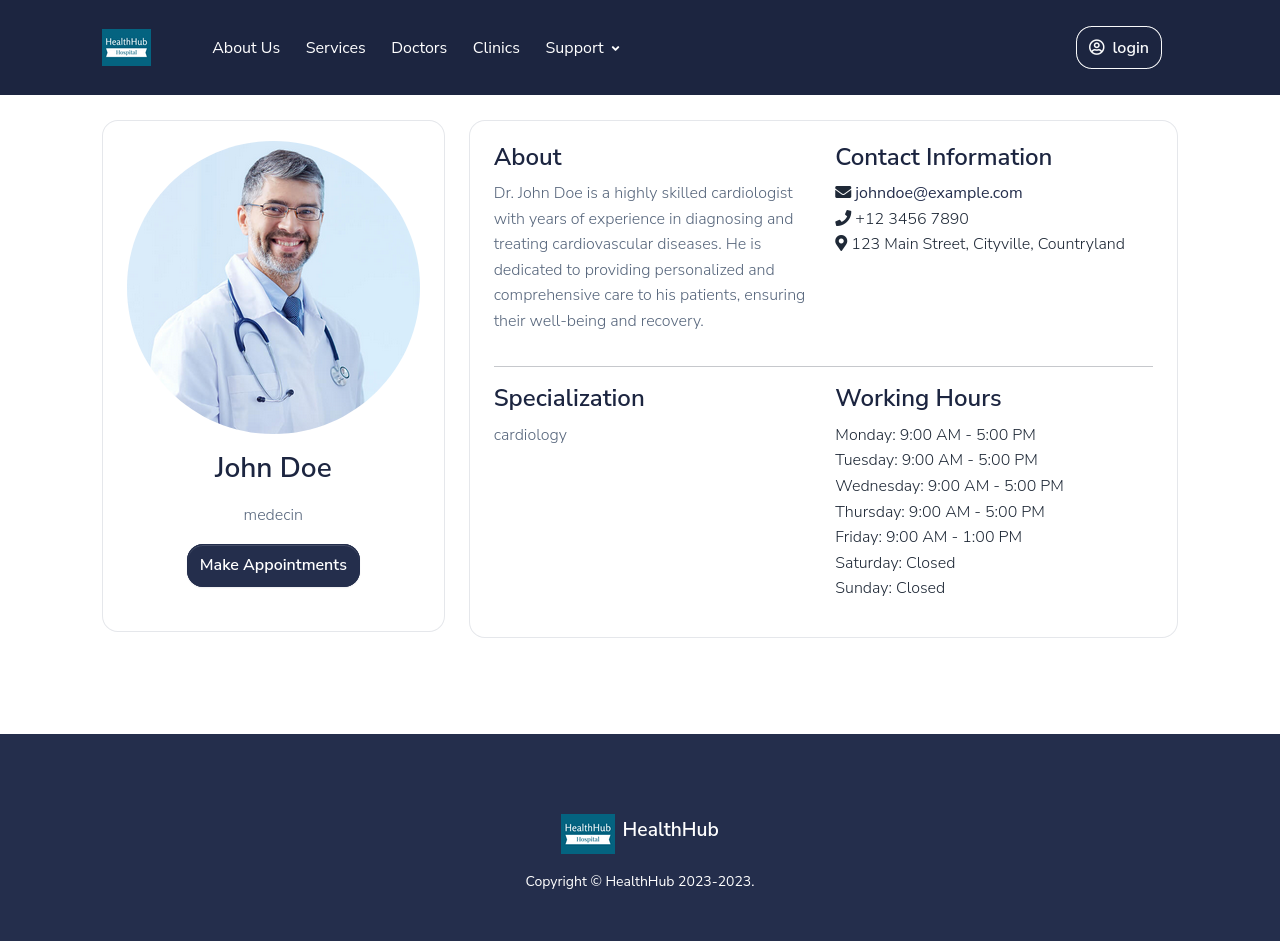 HealthHub
Hospital
About Us
Services
Doctors
Clinics
Support
login
John Doe
medecin
Make Appointments
About
Dr. John Doe is a highly skilled cardiologist
with years of experience in diagnosing and
treating cardiovascular diseases. He is
dedicated to providing personalized and
comprehensive care to his patients, ensuring
their well-being and recovery.
Contact Information
johndoe@example.com
+12 3456 7890
123 Main Street, Cityville, Countryland
Specialization
cardiology
Working Hours
Monday: 9:00 AM - 5:00 PM
Tuesday: 9:00 AM - 5:00 PM
Wednesday: 9:00 AM - 5:00 PM
Thursday: 9:00 AM - 5:00 PM
Friday: 9:00 AM - 1:00 PM
Saturday: Closed
Sunday: Closed
HealthHub
Hospital
HealthHub
Copyright © HealthHub 2023-2023.